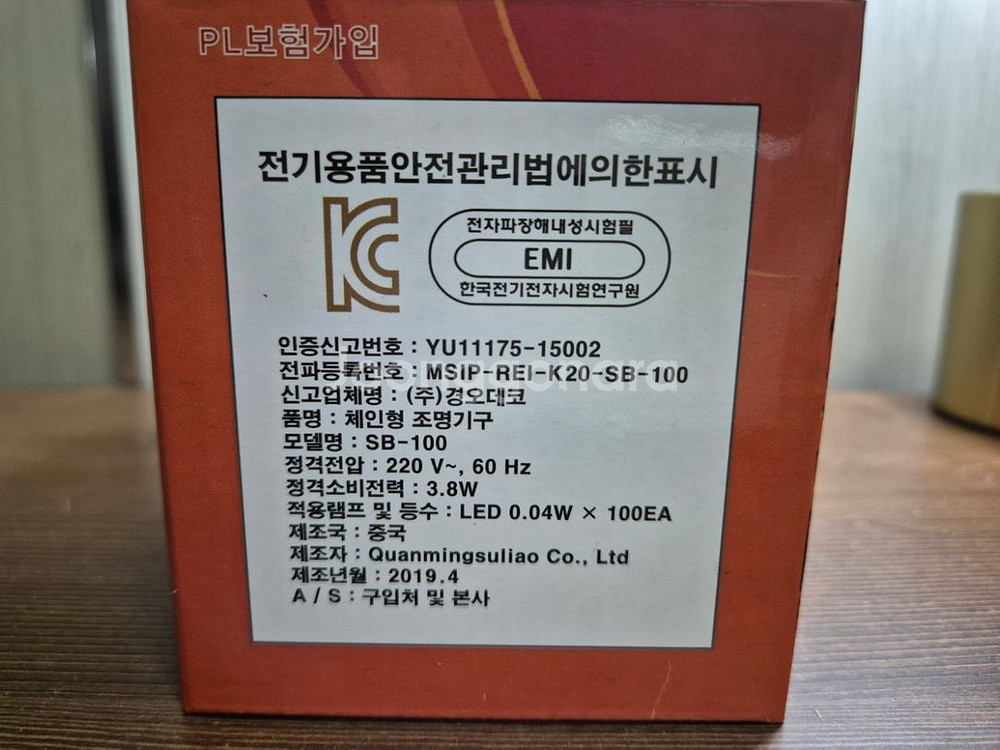 PL보험가입
전기용품안전관리법에의한표시
전자파장해내성시험필
EMI
한국전기전자시험연구원
인증신고번호 : YU11175-15002
전파등록번호 : MSIP-REI-K20-SB-100
신고업체명 : (주)경오데코
품명 : 체인형 조명기구
모델명 : SB-100
정격전압 : 220 V~, 60 Hz
정격소비전력 : 3.8W
적용램프 및 등수 : LED 0.04W × 100EA
제조국 : 중국
제조자 : Quanmingsuliao Co., Ltd
제조년월 : 2019.4
A / S : 구입처 및 본사